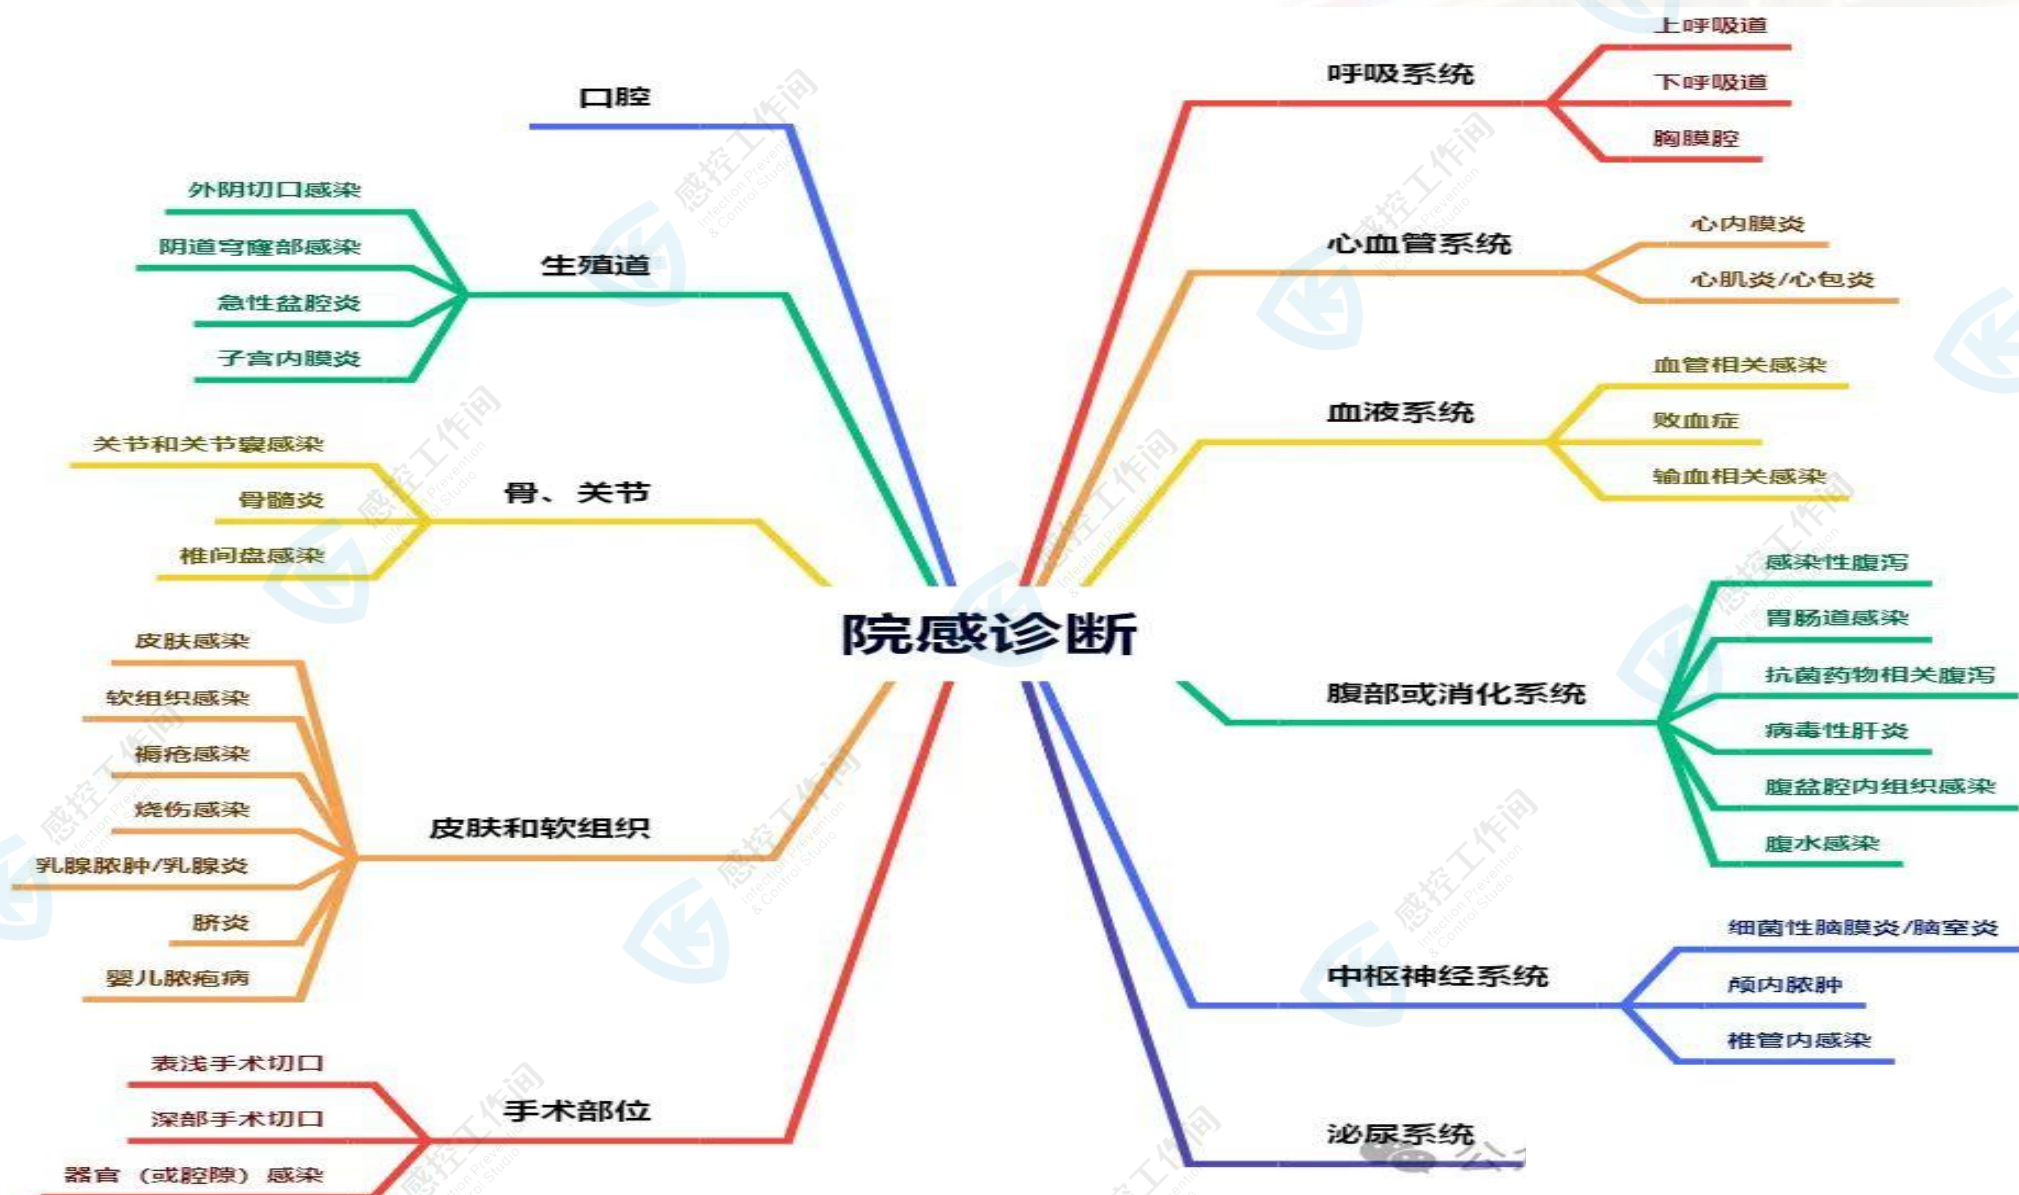 院感诊断
呼吸系统
上呼吸道
下呼吸道
胸膜腔
心血管系统
心内膜炎
心肌炎/心包炎
血液系统
血管相关感染
败血症
输血相关感染
腹部或消化系统
感染性腹泻
胃肠道感染
抗菌药物相关腹泻
病毒性肝炎
腹盆腔内组织感染
腹水感染
中枢神经系统
细菌性脑膜炎/脑室炎
颅内脓肿
椎管内感染
泌尿系统
口腔
生殖道
外阴切口感染
阴道穹窿部感染
急性盆腔炎
子宫内膜炎
骨、关节
关节和关节囊感染
骨髓炎
椎间盘感染
皮肤和软组织
皮肤感染
软组织感染
褥疮感染
烧伤感染
乳腺脓肿/乳腺炎
脐炎
婴儿脓疱病
手术部位
表浅手术切口
深部手术切口
器官（或腔隙）感染
感控工作间
Infection Prevention
& Control Studio